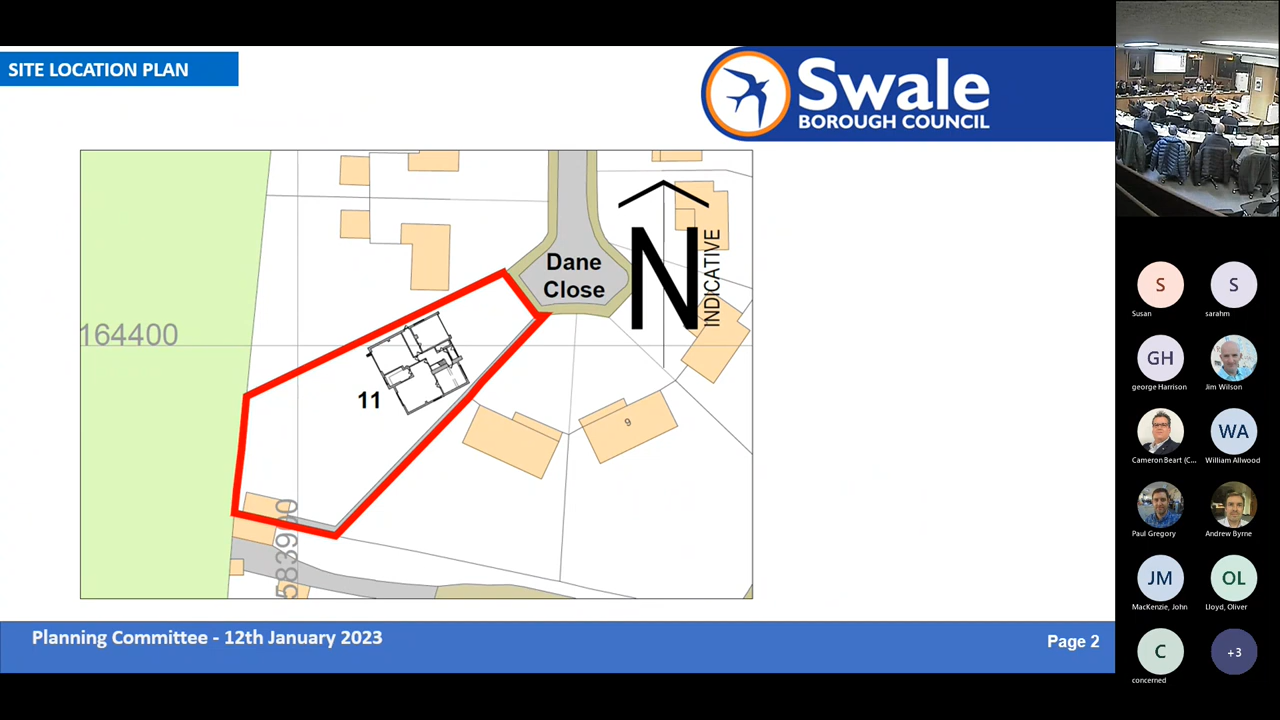 SITE LOCATION PLAN
Swale
BOROUGH COUNCIL
Dane
Close
N
INDICATIVE
164400
11
9
583900
Planning Committee - 12th January 2023
Page 2
S
Susan
S
sarahm
GH
george Harrison
Jim Wilson
Cameron Beart (C...
WA
William Allwood
Paul Gregory
Andrew Byrne
JM
MacKenzie, John
OL
Lloyd, Oliver
C
concerned
+3